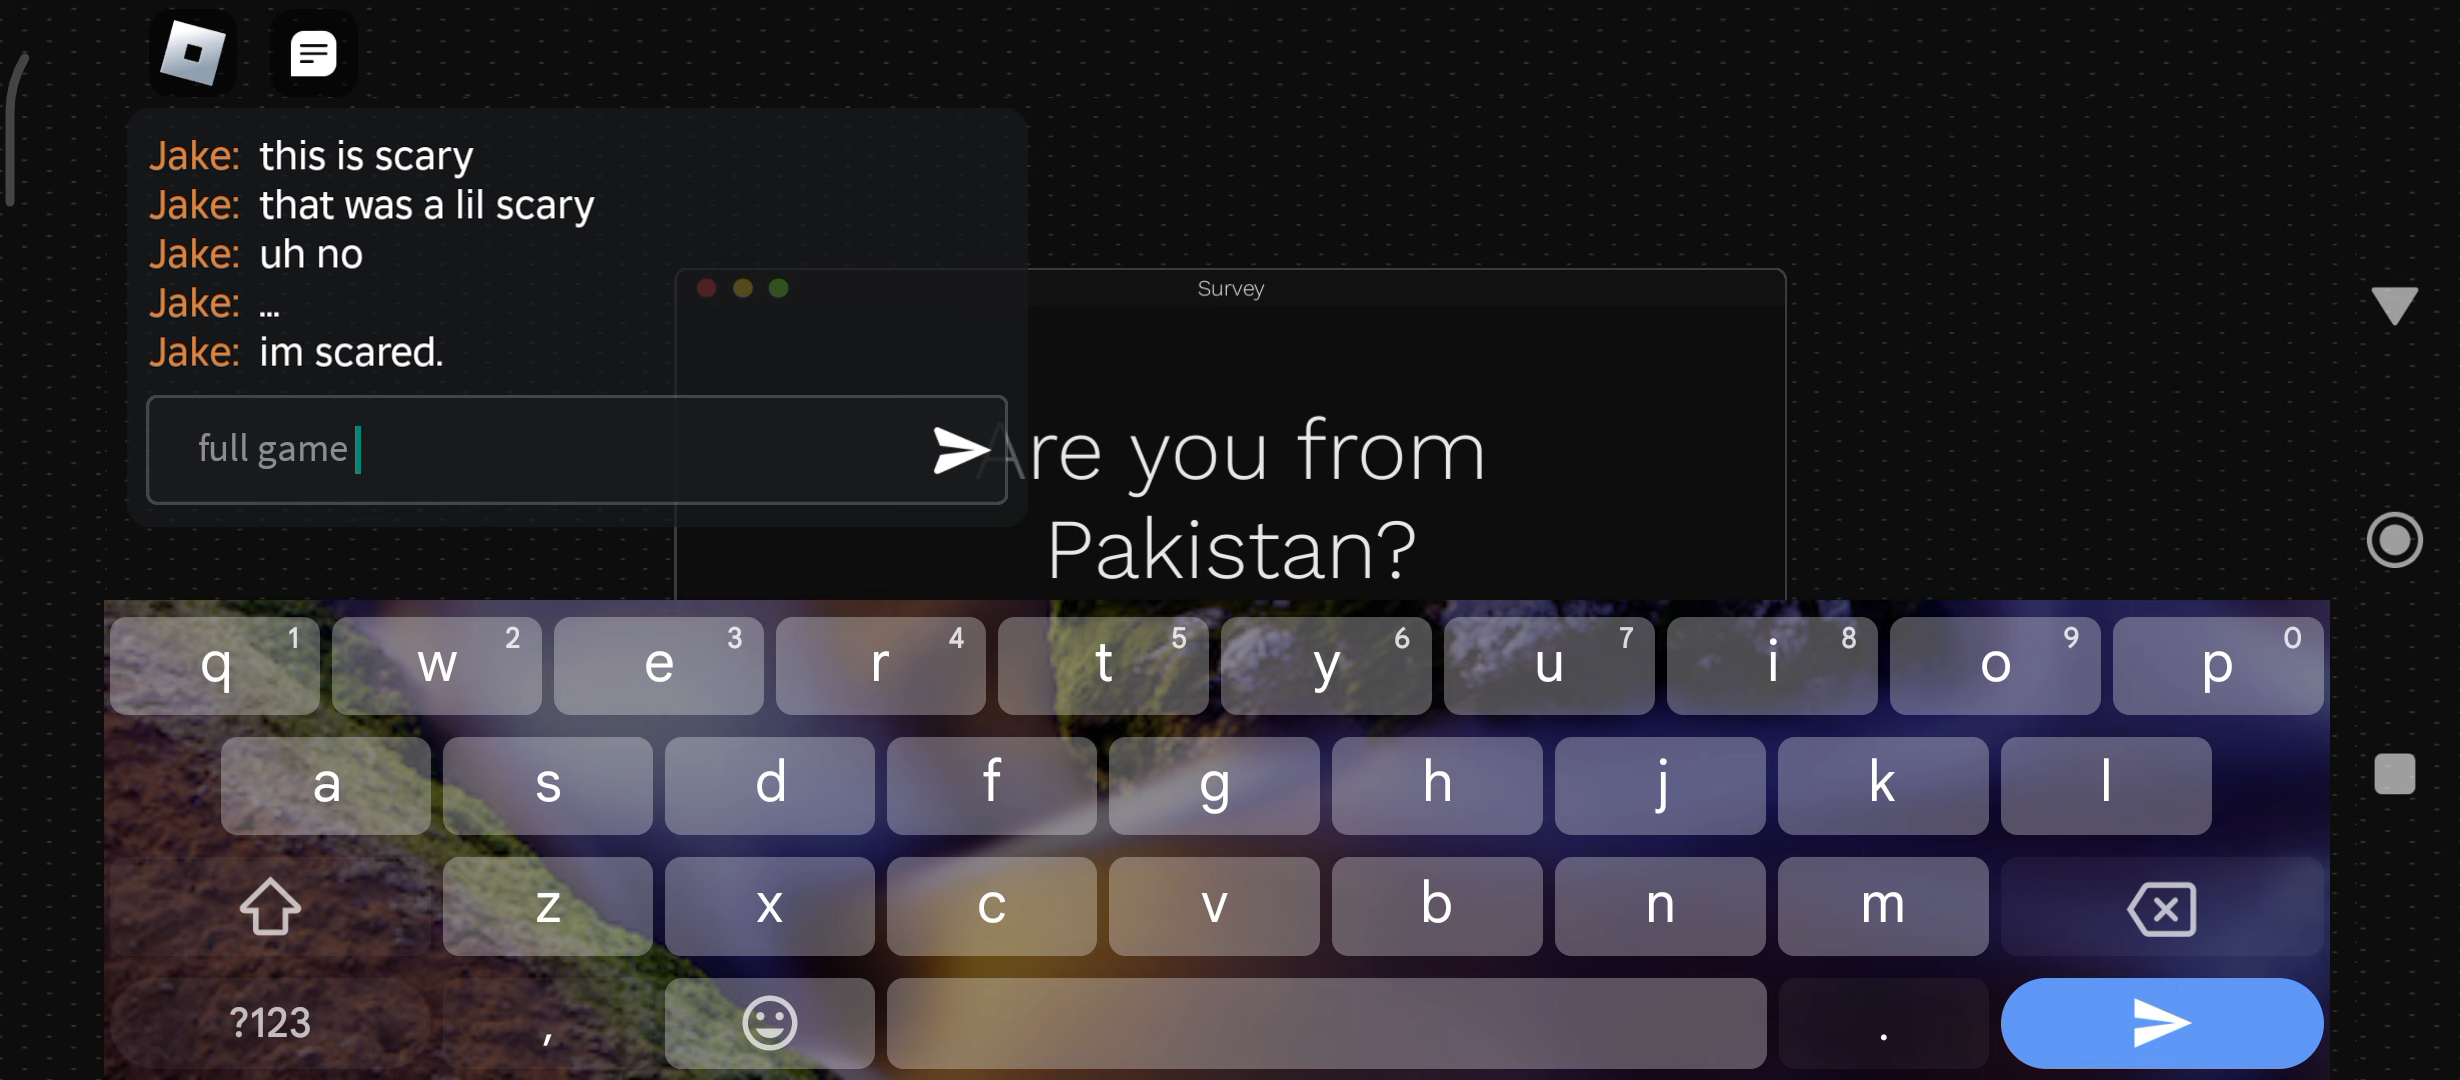 Jake: this is scary
Jake: that was a lil scary
Jake: uh no
Jake: ...
Jake: im scared.
full game
Survey
Are you from
Pakistan?
q 1 w 2 e 3 r 4 t 5 y 6 u 7 i 8 o 9 p 0
a s d f g h j k l
z x c v b n m
?123 , .